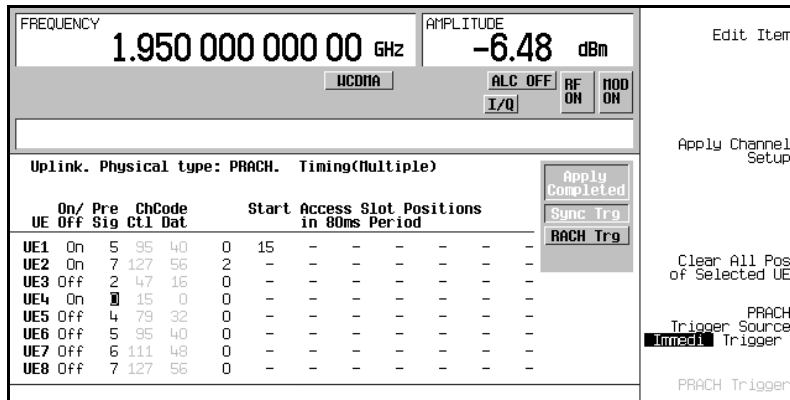 FREQUENCY
1.950 000 000 00 GHz
AMPLITUDE
-6.48 dBm
WCDMA
ALC OFF
I/Q
RF ON
MOD ON
Uplink. Physical type: PRACH. Timing(Multiple)
Apply Completed
Sync Trg
RACH Trg
On/ Pre ChCode Start Access Slot Positions
UE Off Sig Ctl Dat in 80ms Period
UE1 On 5 95 40 0 15 - - - - - -
UE2 On 7 127 56 2 - - - - - - -
UE3 Off 2 47 16 0 - - - - - - -
UE4 On 0 15 0 0 - - - - - - -
UE5 Off 4 79 32 0 - - - - - - -
UE6 Off 5 95 40 0 - - - - - - -
UE7 Off 6 111 48 0 - - - - - - -
UE8 Off 7 127 56 0 - - - - - - -
Edit Item
Apply Channel
Setup
Clear All Pos
of Selected UE
PRACH
Trigger Source
Immedi Trigger
PRACH Trigger